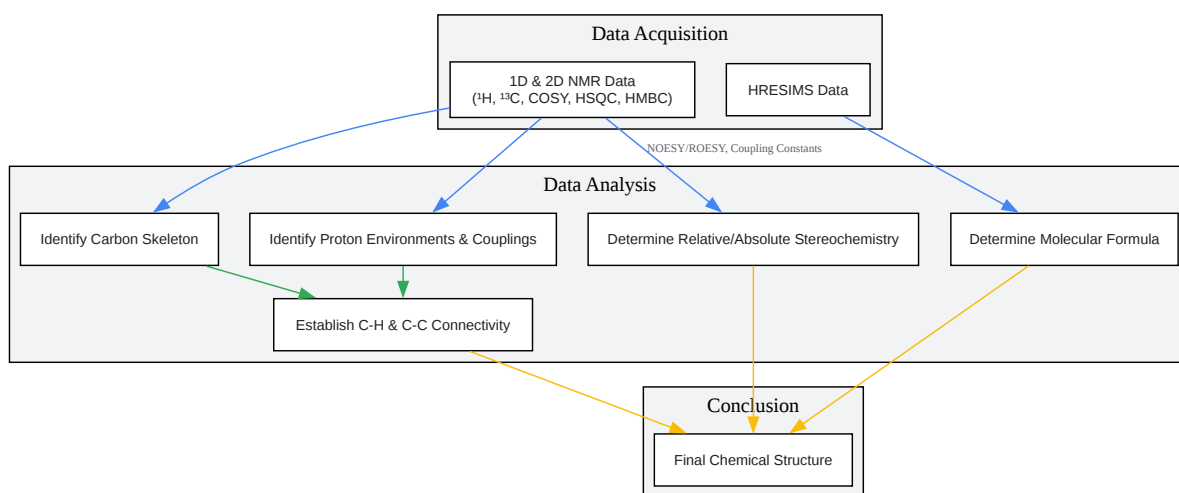 Data Acquisition
1D & 2D NMR Data
(¹H, ¹³C, COSY, HSQC, HMBC)
HRESIMS Data
NOESY/ROESY, Coupling Constants
Data Analysis
Identify Carbon Skeleton
Identify Proton Environments & Couplings
Determine Relative/Absolute Stereochemistry
Determine Molecular Formula
Establish C-H & C-C Connectivity
Conclusion
Final Chemical Structure